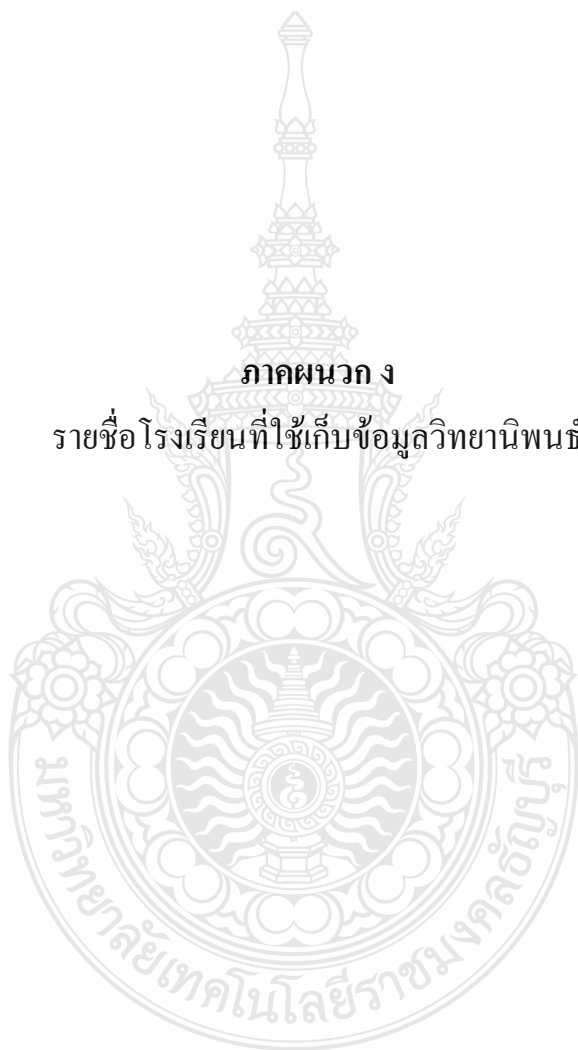 ภาคผนวก ง
รายชื่อโรงเรียนที่ใช้เก็บข้อมูลวิทยานิพนธ์
มหาวิทยาลัยเทคโนโลยีราชมงคลธัญบุรี